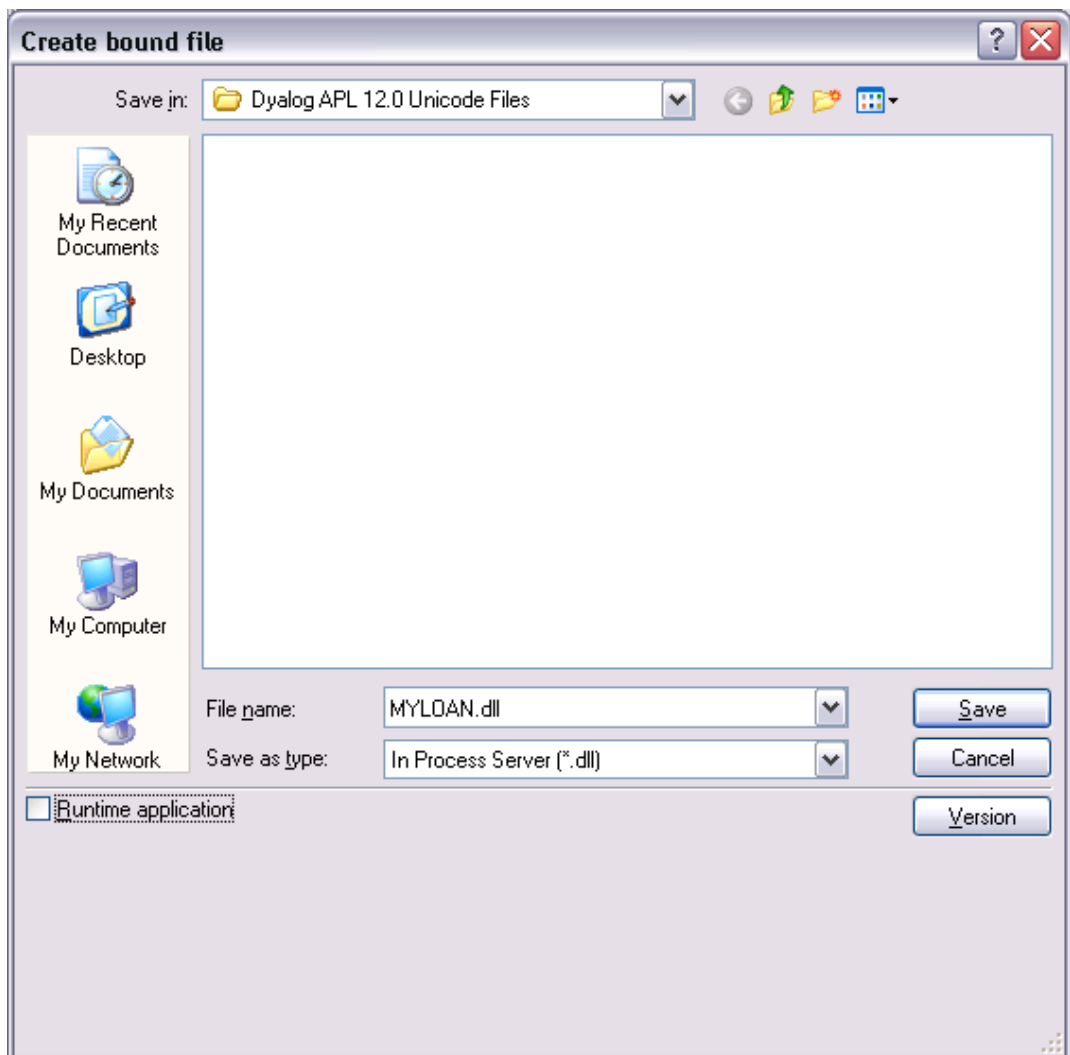 Create bound file
?
Save in:
Dyalog APL 12.0 Unicode Files
My Recent
Documents
Desktop
My Documents
My Computer
My Network
File name:
MYLOAN.dll
Save
Save as type:
In Process Server (*.dll)
Cancel
Runtime application
Version